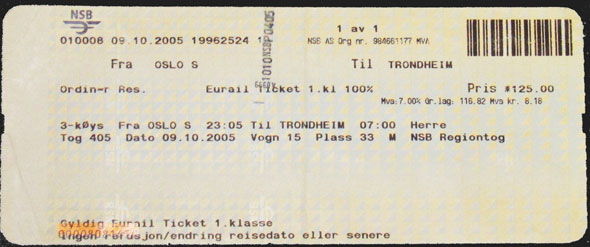 NSB
010008 09.10.2005 19962524 1
1 av 1
NSB AS Org nr. 984661177 MVA
Fra OSLO S Til TRONDHEIM
Ordin-r Res. Eurail Ticket 1.kl 100% Pris *125.00
Mva:7.00% Gr.lag: 116.82 Mva kr. 8.18
3-køys Fra OSLO S 23:05 Til TRONDHEIM 07:00 Herre
Tog 405 Dato 09.10.2005 Vogn 15 Plass 33 M NSB Regiontog
Gyldig Eurail Ticket 1.klasse
Ingen refusjon/endring reisedato eller senere